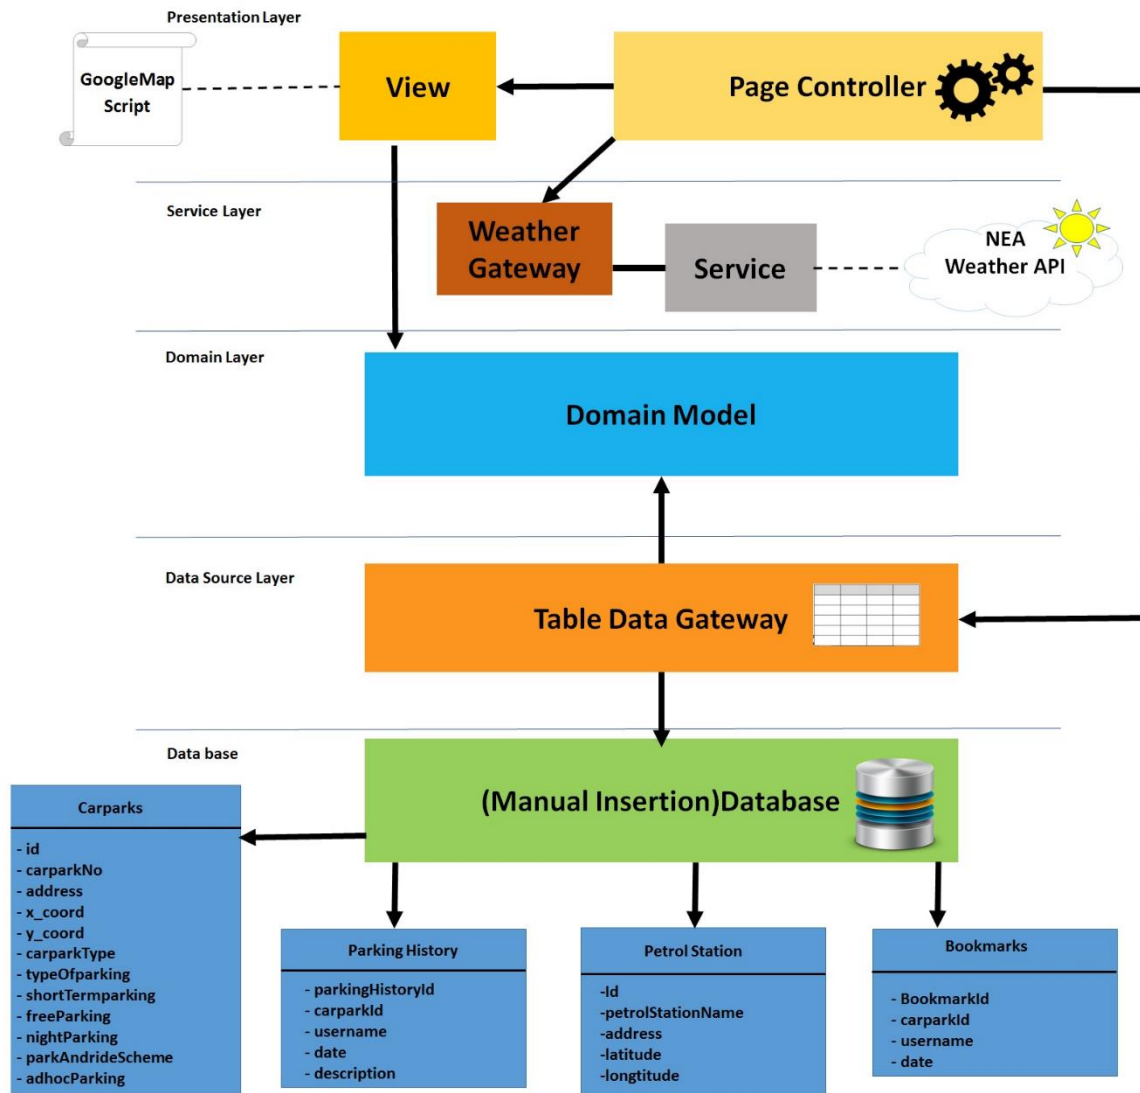 Presentation Layer
GoogleMap
Script
View
Page Controller
Service Layer
Weather
Gateway
Service
NEA
Weather API
Domain Layer
Domain Model
Data Source Layer
Table Data Gateway
Data base
(Manual Insertion)Database
Carparks
- id
- carparkNo
- address
- x_coord
- y_coord
- carparkType
- typeOfparking
- shortTermparking
- freeParking
- nightParking
- parkAndrideScheme
- adhocParking
Parking History
- parkingHistoryId
- carparkId
- username
- date
- description
Petrol Station
-Id
-petrolStationName
-address
-latitude
-longtitude
Bookmarks
- BookmarkId
- carparkId
- username
- date